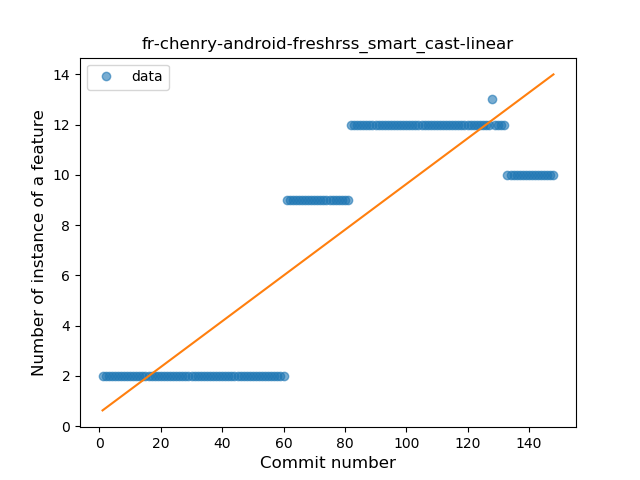 fr-chenry-android-freshrss_smart_cast-linear
data
Number of instance of a feature
14
12
10
8
6
4
2
0
0 20 40 60 80 100 120 140
Commit number